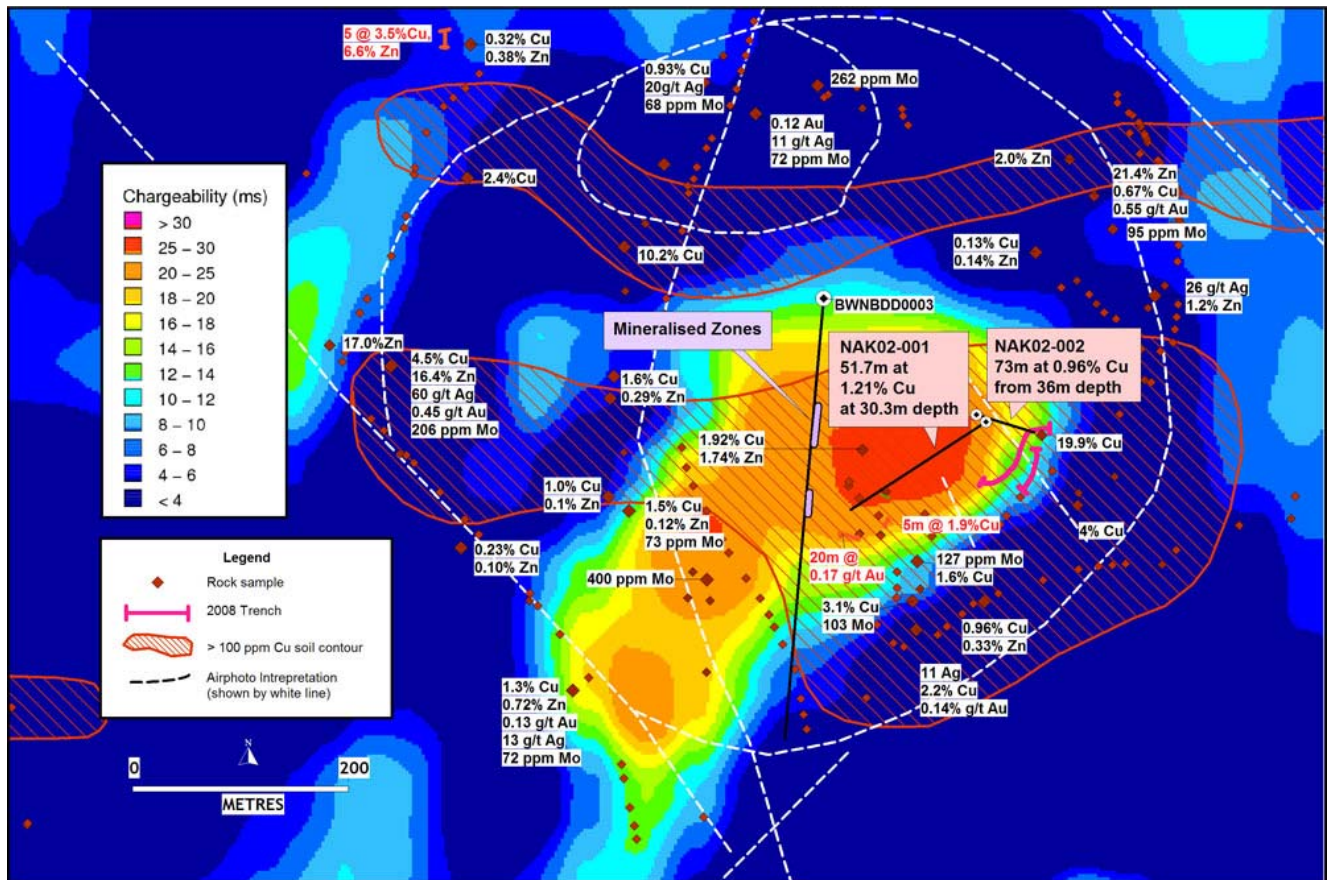 5 @ 3.5%Cu,
6.6% Zn
0.32% Cu
0.38% Zn
0.93% Cu
20g/t Ag
68 ppm Mo
262 ppm Mo
0.12 Au
11 g/t Ag
72 ppm Mo
2.4%Cu
2.0% Zn
21.4% Zn
0.67% Cu
0.55 g/t Au
95 ppm Mo
10.2% Cu
0.13% Cu
0.14% Zn
26 g/t Ag
1.2% Zn
Chargeability (ms)
> 30
25 – 30
20 – 25
18 – 20
16 – 18
14 – 16
12 – 14
10 – 12
8 – 10
6 – 8
4 – 6
< 4
BWNBDD0003
Mineralised Zones
NAK02-001
51.7m at
1.21% Cu
at 30.3m depth
NAK02-002
73m at 0.96% Cu
from 36m depth
17.0%Zn
4.5% Cu
16.4% Zn
60 g/t Ag
0.45 g/t Au
206 ppm Mo
1.6% Cu
0.29% Zn
1.92% Cu
1.74% Zn
19.9% Cu
1.0% Cu
0.1% Zn
1.5% Cu
0.12% Zn
73 ppm Mo
5m @ 1.9%Cu
4% Cu
0.23% Cu
0.10% Zn
20m @
0.17 g/t Au
127 ppm Mo
1.6% Cu
400 ppm Mo
3.1% Cu
103 Mo
0.96% Cu
0.33% Zn
11 Ag
2.2% Cu
0.14% g/t Au
1.3% Cu
0.72% Zn
0.13 g/t Au
13 g/t Ag
72 ppm Mo
Legend
Rock sample
2008 Trench
> 100 ppm Cu soil contour
Airphoto Intrepretation
(shown by white line)
N
0 200
METRES